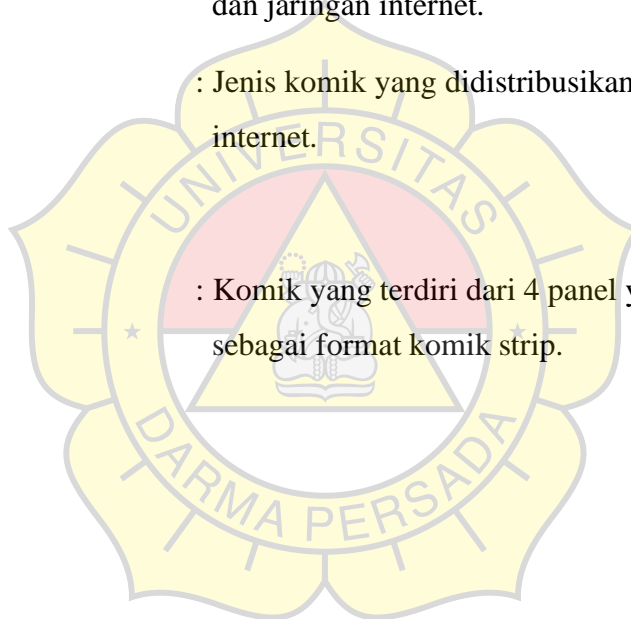 dan jaringan internet.
: Jenis komik yang didistribusikan
internet.
UNIVERSITAS
: Komik yang terdiri dari 4 panel
sebagai format komik strip.
DARMA PERSADA